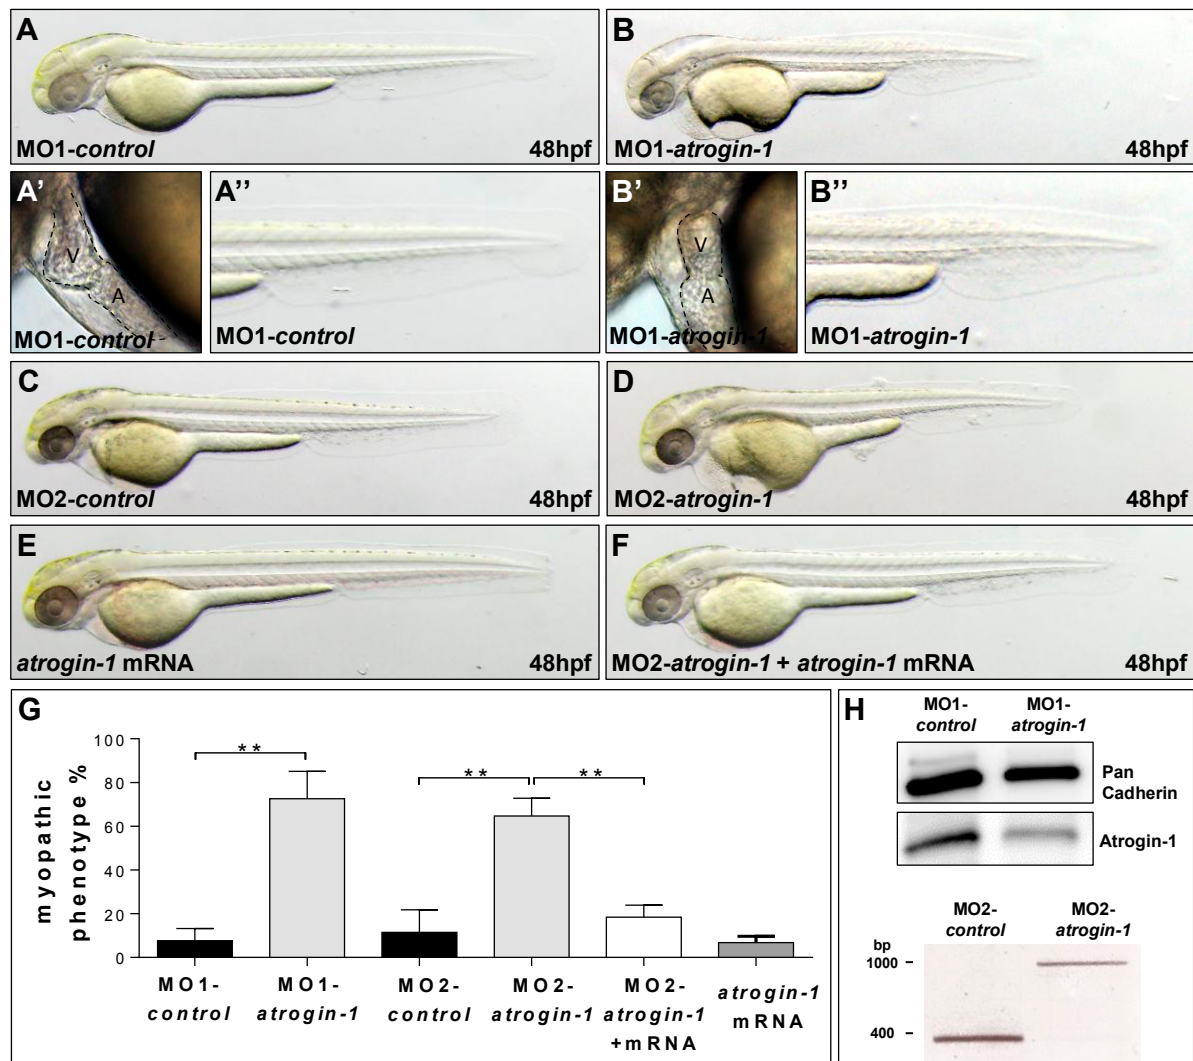 A
MO1-control
48hpf
B
MO1-atrogin-1
48hpf
A'
V
A
MO1-control
A''
MO1-control
B'
V
A
MO1-atrogin-1
B''
MO1-atrogin-1
C
MO2-control
48hpf
D
MO2-atrogin-1
48hpf
E
atrogin-1 mRNA
48hpf
F
MO2-atrogin-1 + atrogin-1 mRNA
48hpf
G
myopathic
phenotype %
100
80
60
40
20
0
**
**
**
MO1-
control
MO1-
atrogin-1
MO2-
control
MO2-
atrogin-1
MO2-
atrogin-1
+mRNA
atrogin-1
mRNA
H
MO1-
control
MO1-
atrogin-1
Pan
Cadherin
Atrogin-1
MO2-
control
MO2-
atrogin-1
bp
1000
400